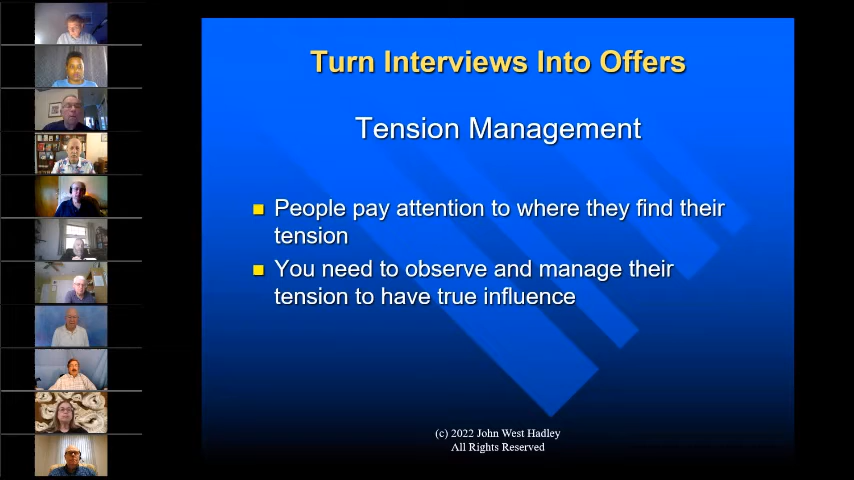 Turn Interviews Into Offers
Tension Management
People pay attention to where they find their
tension
You need to observe and manage their
tension to have true influence
(c) 2022 John West Hadley
All Rights Reserved